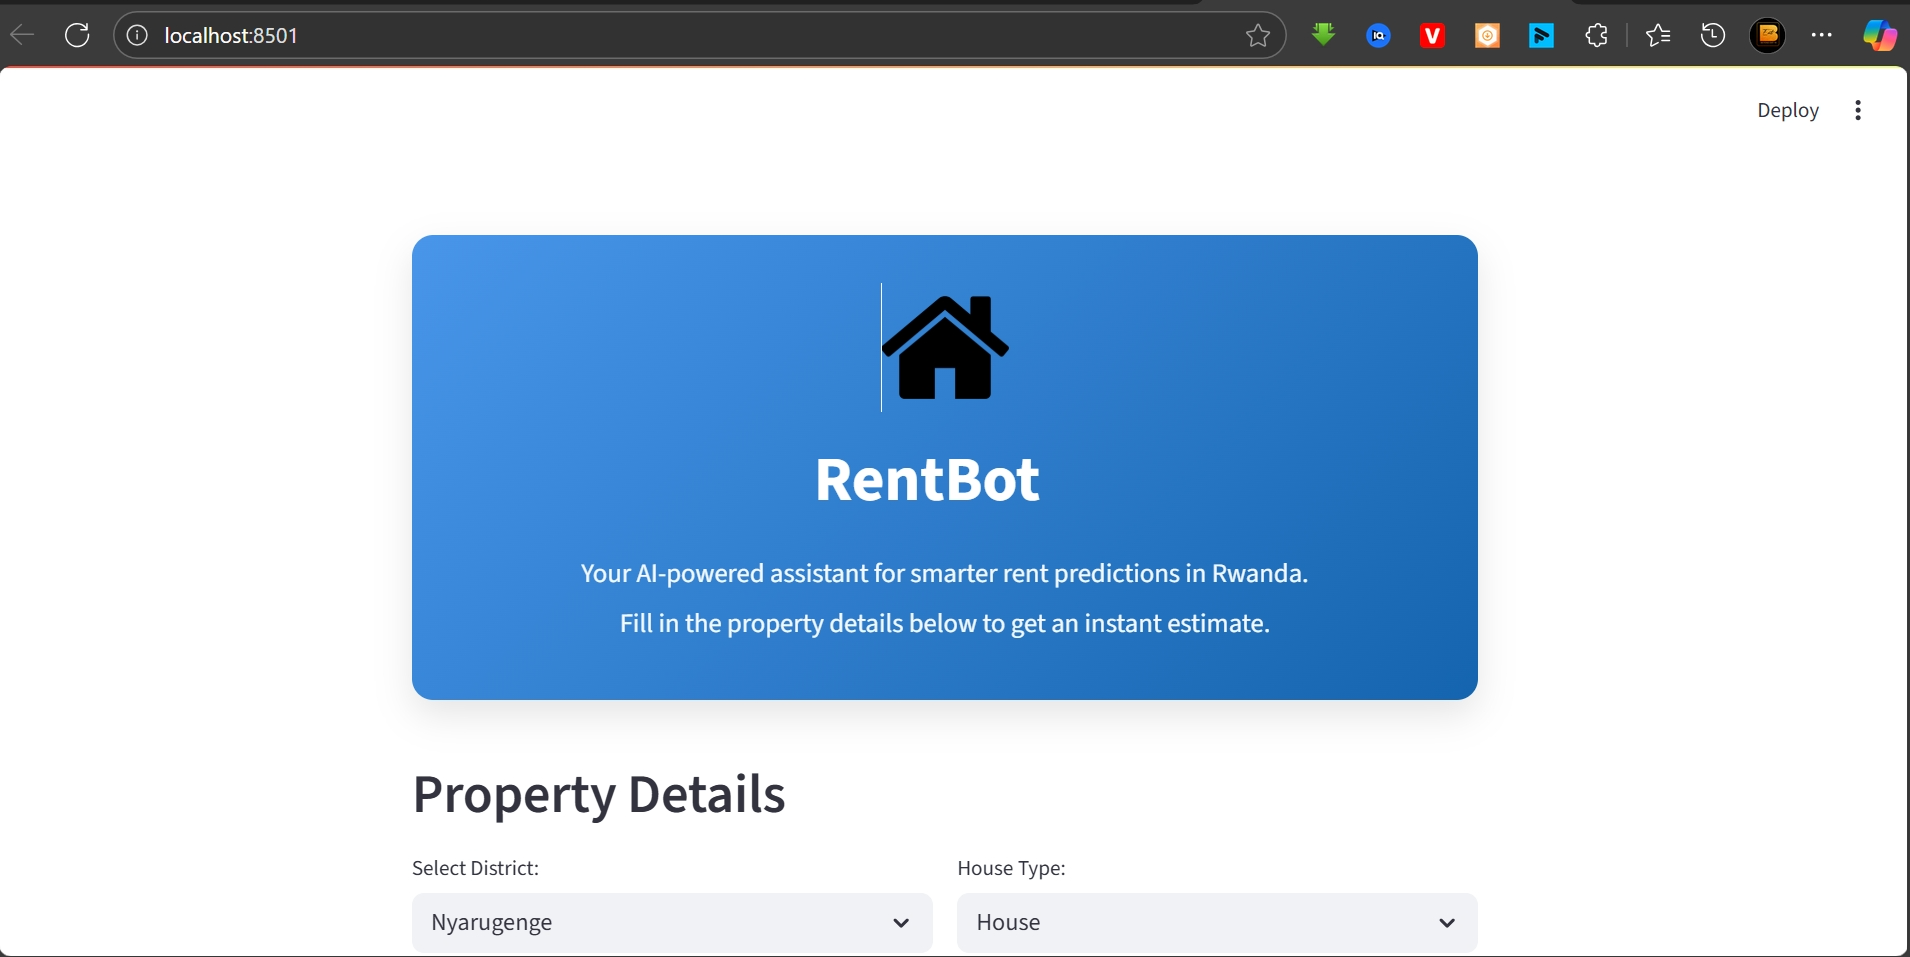 localhost:8501
IQ
V
Deploy
RentBot
Your AI-powered assistant for smarter rent predictions in Rwanda.
Fill in the property details below to get an instant estimate.
Property Details
Select District:
House Type:
Nyarugenge
House